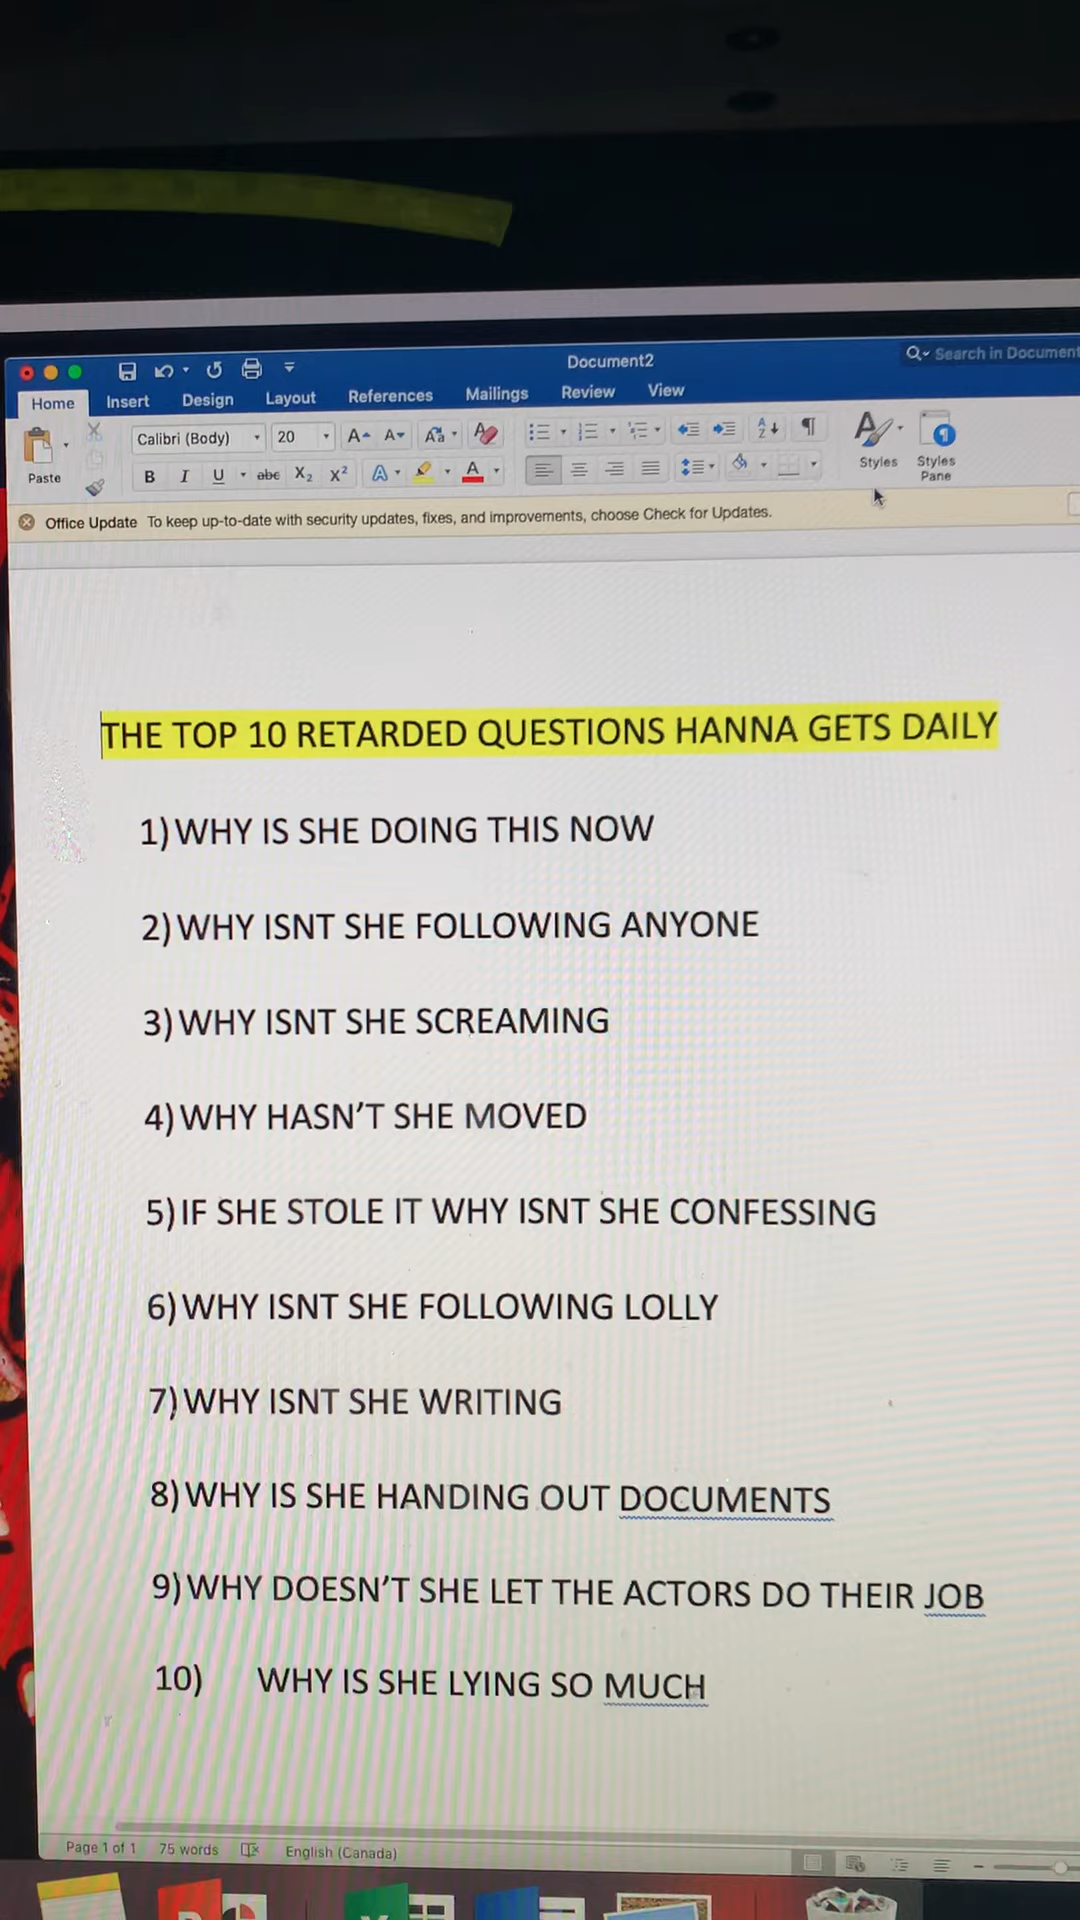 Document2
Search in Document
Home Insert Design Layout References Mailings Review View
Paste
Calibri (Body) 20
Styles
Styles Pane
B I U abc X₂ X²
Office Update To keep up-to-date with security updates, fixes, and improvements, choose Check for Updates.
THE TOP 10 RETARDED QUESTIONS HANNA GETS DAILY
1) WHY IS SHE DOING THIS NOW
2) WHY ISNT SHE FOLLOWING ANYONE
3) WHY ISNT SHE SCREAMING
4) WHY HASN'T SHE MOVED
5) IF SHE STOLE IT WHY ISNT SHE CONFESSING
6) WHY ISNT SHE FOLLOWING LOLLY
7) WHY ISNT SHE WRITING
8) WHY IS SHE HANDING OUT DOCUMENTS
9) WHY DOESN'T SHE LET THE ACTORS DO THEIR JOB
10) WHY IS SHE LYING SO MUCH
Page 1 of 1 75 words English (Canada)